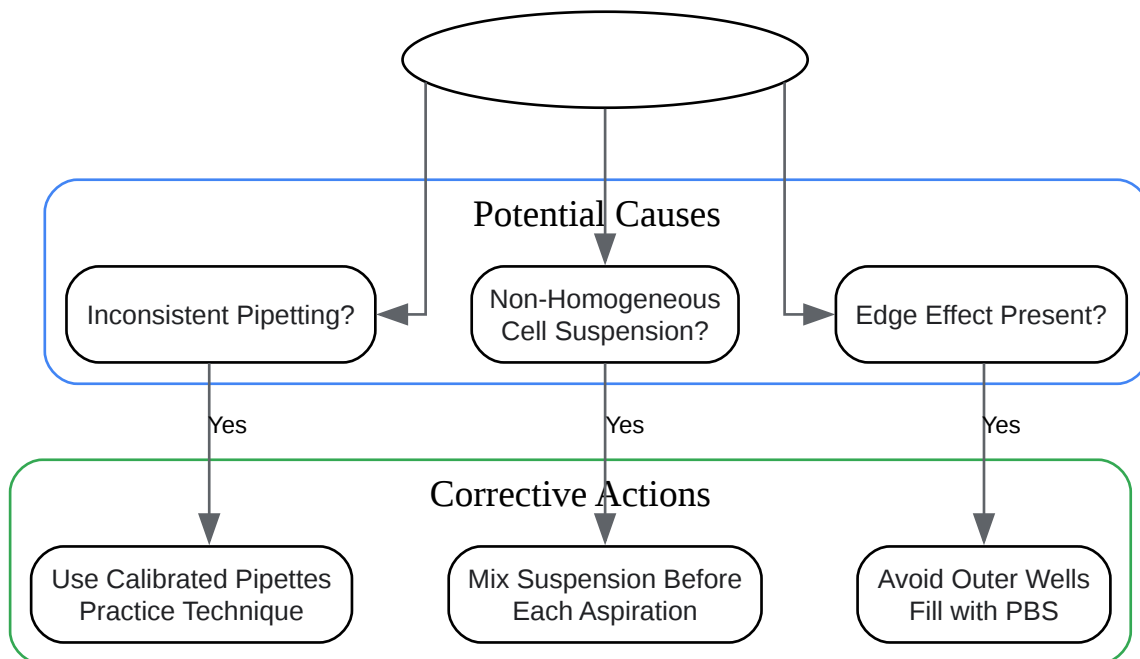 Potential Causes
Inconsistent Pipetting?
Non-Homogeneous
Cell Suspension?
Edge Effect Present?
Yes
Yes
Yes
Corrective Actions
Use Calibrated Pipettes
Practice Technique
Mix Suspension Before
Each Aspiration
Avoid Outer Wells
Fill with PBS